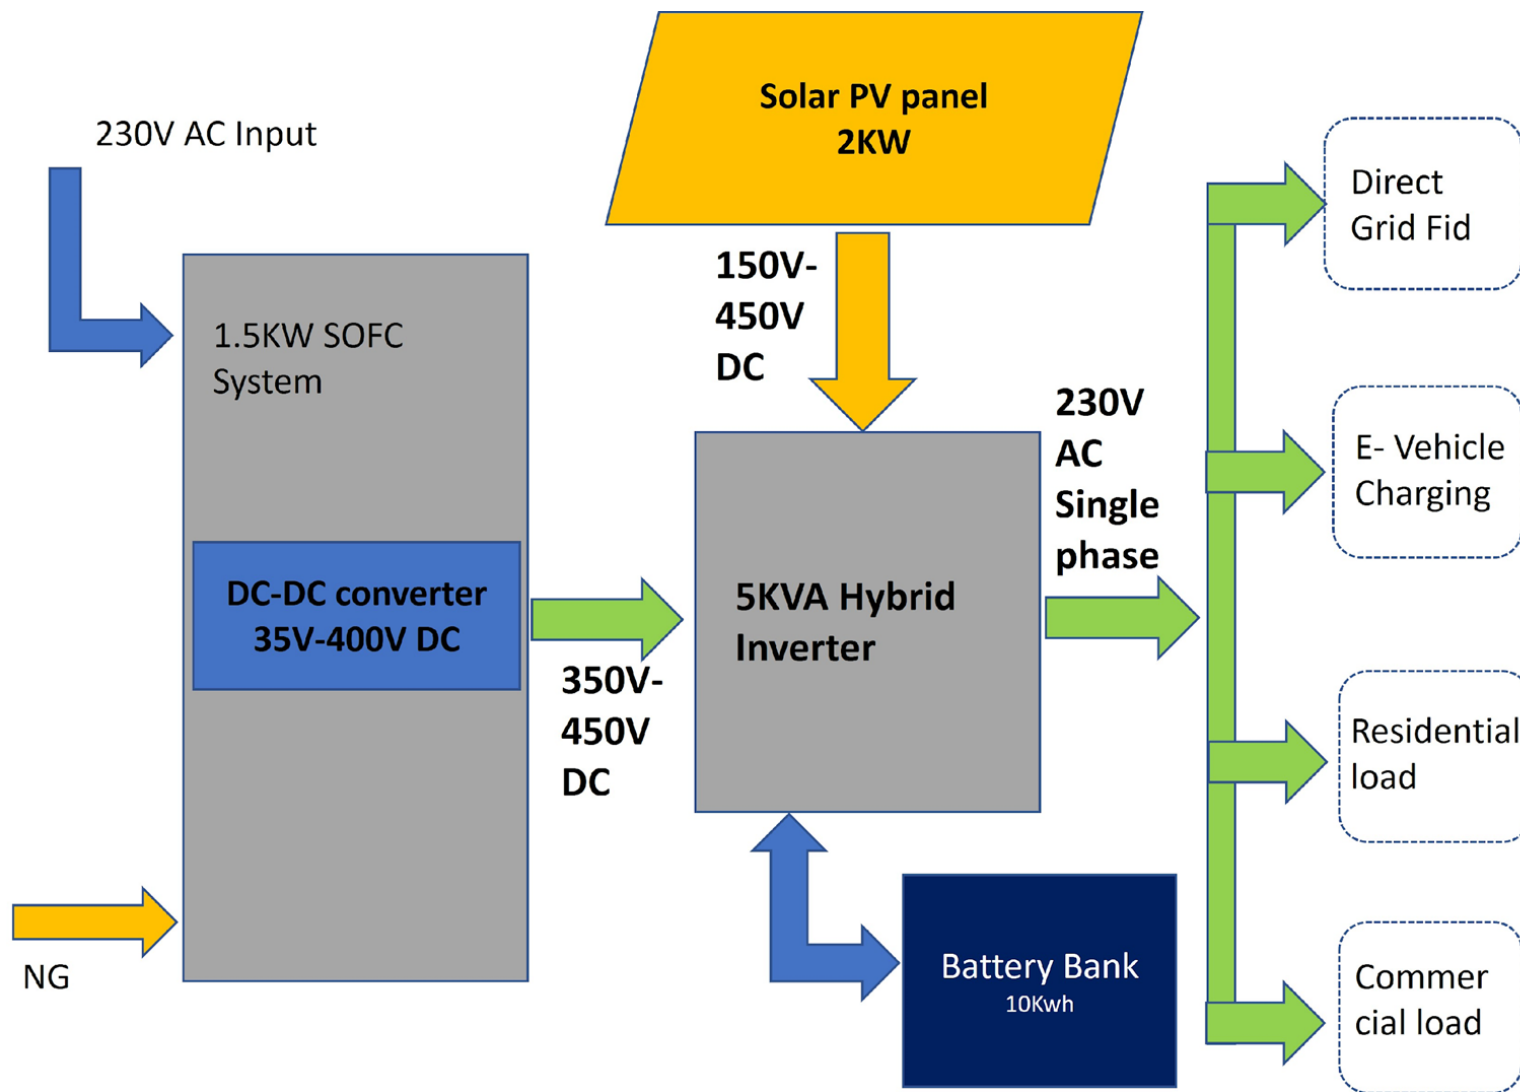 Solar PV panel
2KW
230V AC Input
Direct
Grid Fid
150V-
450V
DC
1.5KW SOFC
System
230V
AC
Single
phase
E- Vehicle
Charging
DC-DC converter
35V-400V DC
5KVA Hybrid
Inverter
350V-
450V
DC
Residential
load
NG
Battery Bank
10Kwh
Commer
cial load